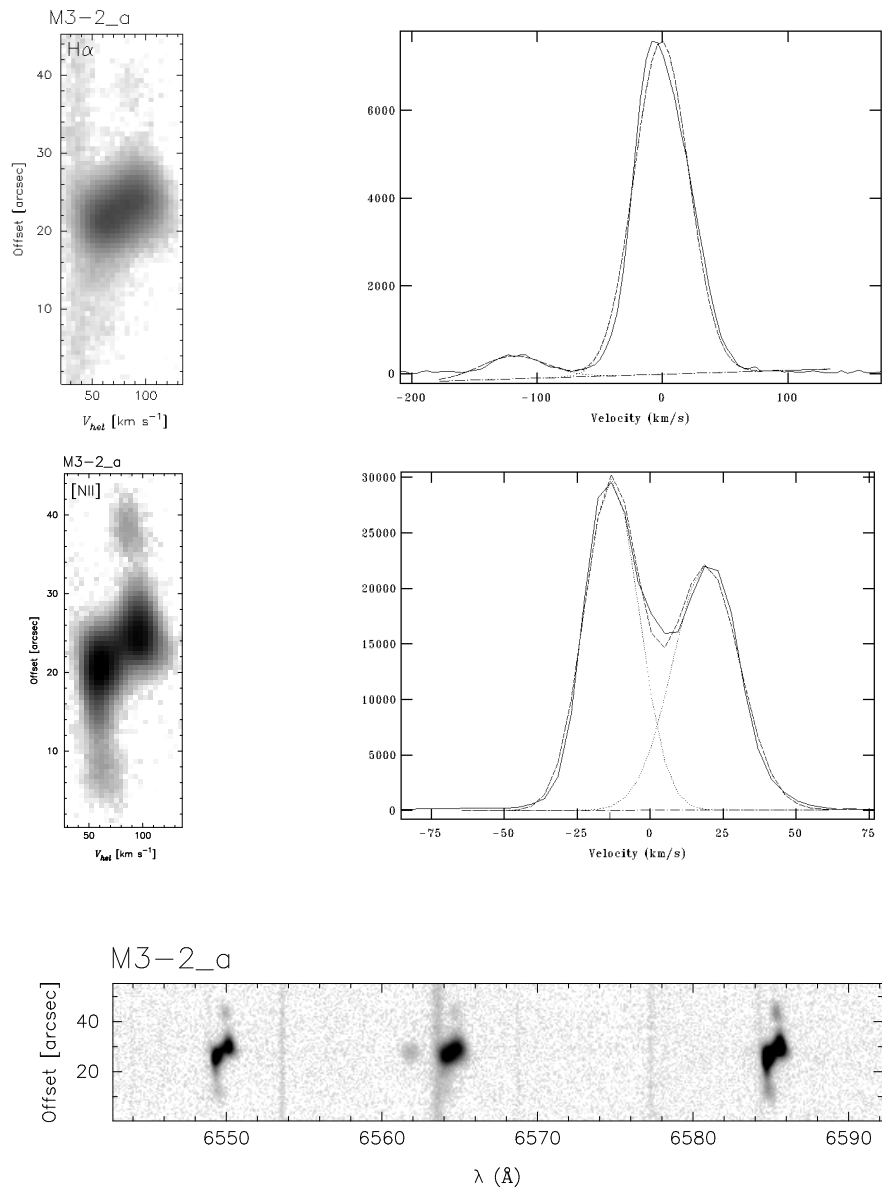 M3-2_a
Hα
40
30
20
10
Offset [arcsec]
50 100
V_hel [km s⁻¹]
6000
4000
2000
0
-200 -100 0 100
Velocity (km/s)
M3-2_a
[NII]
40
30
20
10
Offset [arcsec]
50 100
V_hel [km s⁻¹]
30000
25000
20000
15000
10000
5000
0
-75 -50 -25 0 25 50 75
Velocity (km/s)
M3-2_a
40
20
Offset [arcsec]
6550 6560 6570 6580 6590
λ (Å)